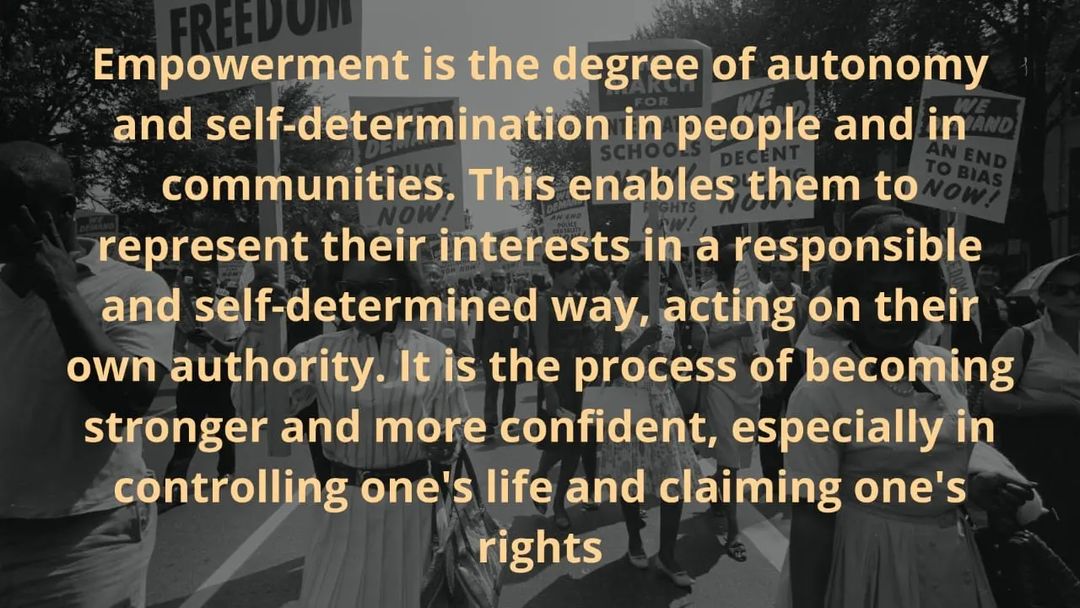 Empowerment is the degree of autonomy
and self-determination in people and in
communities. This enables them to
represent their interests in a responsible
and self-determined way, acting on their
own authority. It is the process of becoming
stronger and more confident, especially in
controlling one's life and claiming one's
rights
FREEDOM
DEMAND
EQUAL
NOW!
MARCH
FOR
SCHOOLS
WE
DECENT
NOW!
WE
DEMAND
AN END
TO BIAS
NOW!